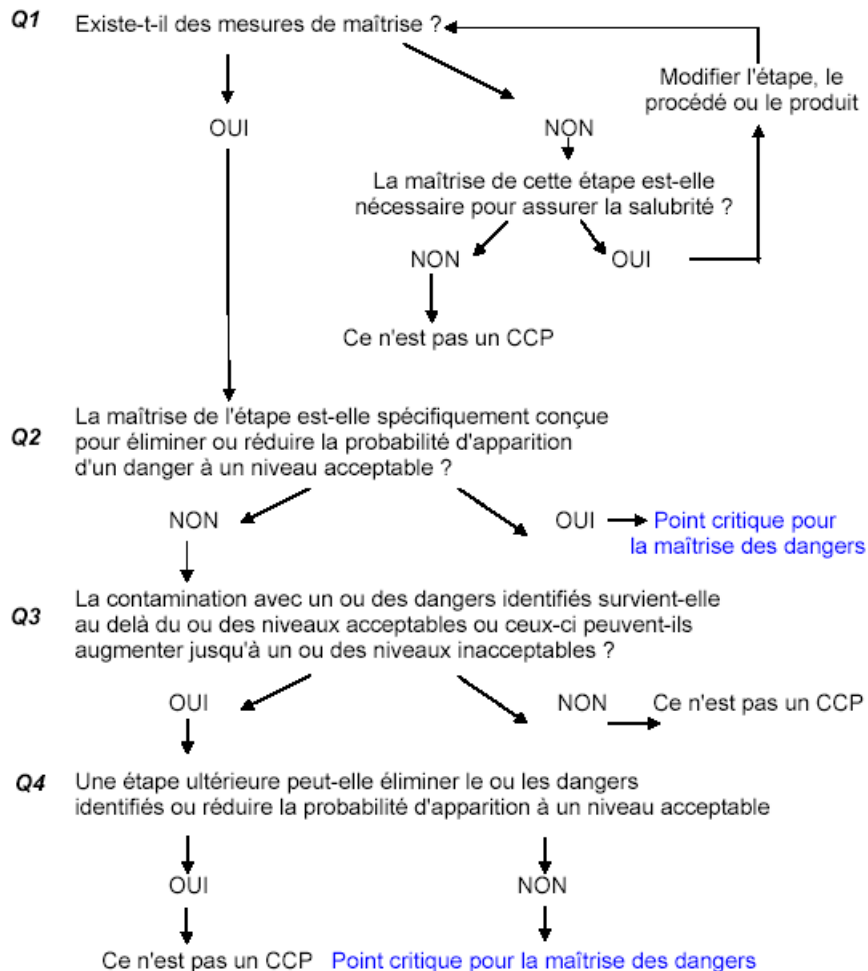 Q1 Existe-t-il des mesures de maîtrise ?
Modifier l'étape, le
procédé ou le produit
OUI NON
La maîtrise de cette étape est-elle
nécessaire pour assurer la salubrité ?
NON OUI
Ce n'est pas un CCP
Q2 La maîtrise de l'étape est-elle spécifiquement conçue
pour éliminer ou réduire la probabilité d'apparition
d'un danger à un niveau acceptable ?
NON OUI Point critique pour
la maîtrise des dangers
Q3 La contamination avec un ou des dangers identifiés survient-elle
au delà du ou des niveaux acceptables ou ceux-ci peuvent-ils
augmenter jusqu'à un ou des niveaux inacceptables ?
OUI NON Ce n'est pas un CCP
Q4 Une étape ultérieure peut-elle éliminer le ou les dangers
identifiés ou réduire la probabilité d'apparition à un niveau acceptable
OUI NON
Ce n'est pas un CCP Point critique pour la maîtrise des dangers